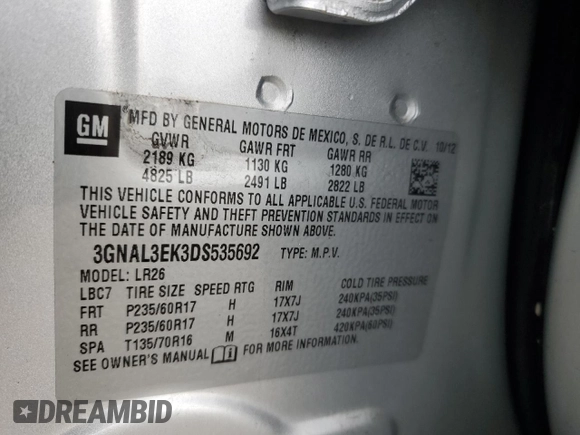 GM
MFD BY GENERAL MOTORS DE MEXICO, S. DE R.L. DE C.V. 10/12
GVWR GAWR FRT GAWR RR
2189 KG 1130 KG 1280 KG
4825 LB 2491 LB 2822 LB
THIS VEHICLE CONFORMS TO ALL APPLICABLE U.S. FEDERAL MOTOR
VEHICLE SAFETY AND THEFT PREVENTION STANDARDS IN EFFECT ON
THE DATE OF MANUFACTURE SHOWN ABOVE.
3GNAL3EK3DS535692 TYPE: M.P.V.
MODEL: LR26
LBC7 TIRE SIZE SPEED RTG RIM COLD TIRE PRESSURE
FRT P235/60R17 H 17X7J 240KPA(35PSI)
RR P235/60R17 H 17X7J 240KPA(35PSI)
SPA T135/70R16 M 16X4T 420KPA(60PSI)
SEE OWNER'S MANUAL FOR MORE INFORMATION.
DREAMBID